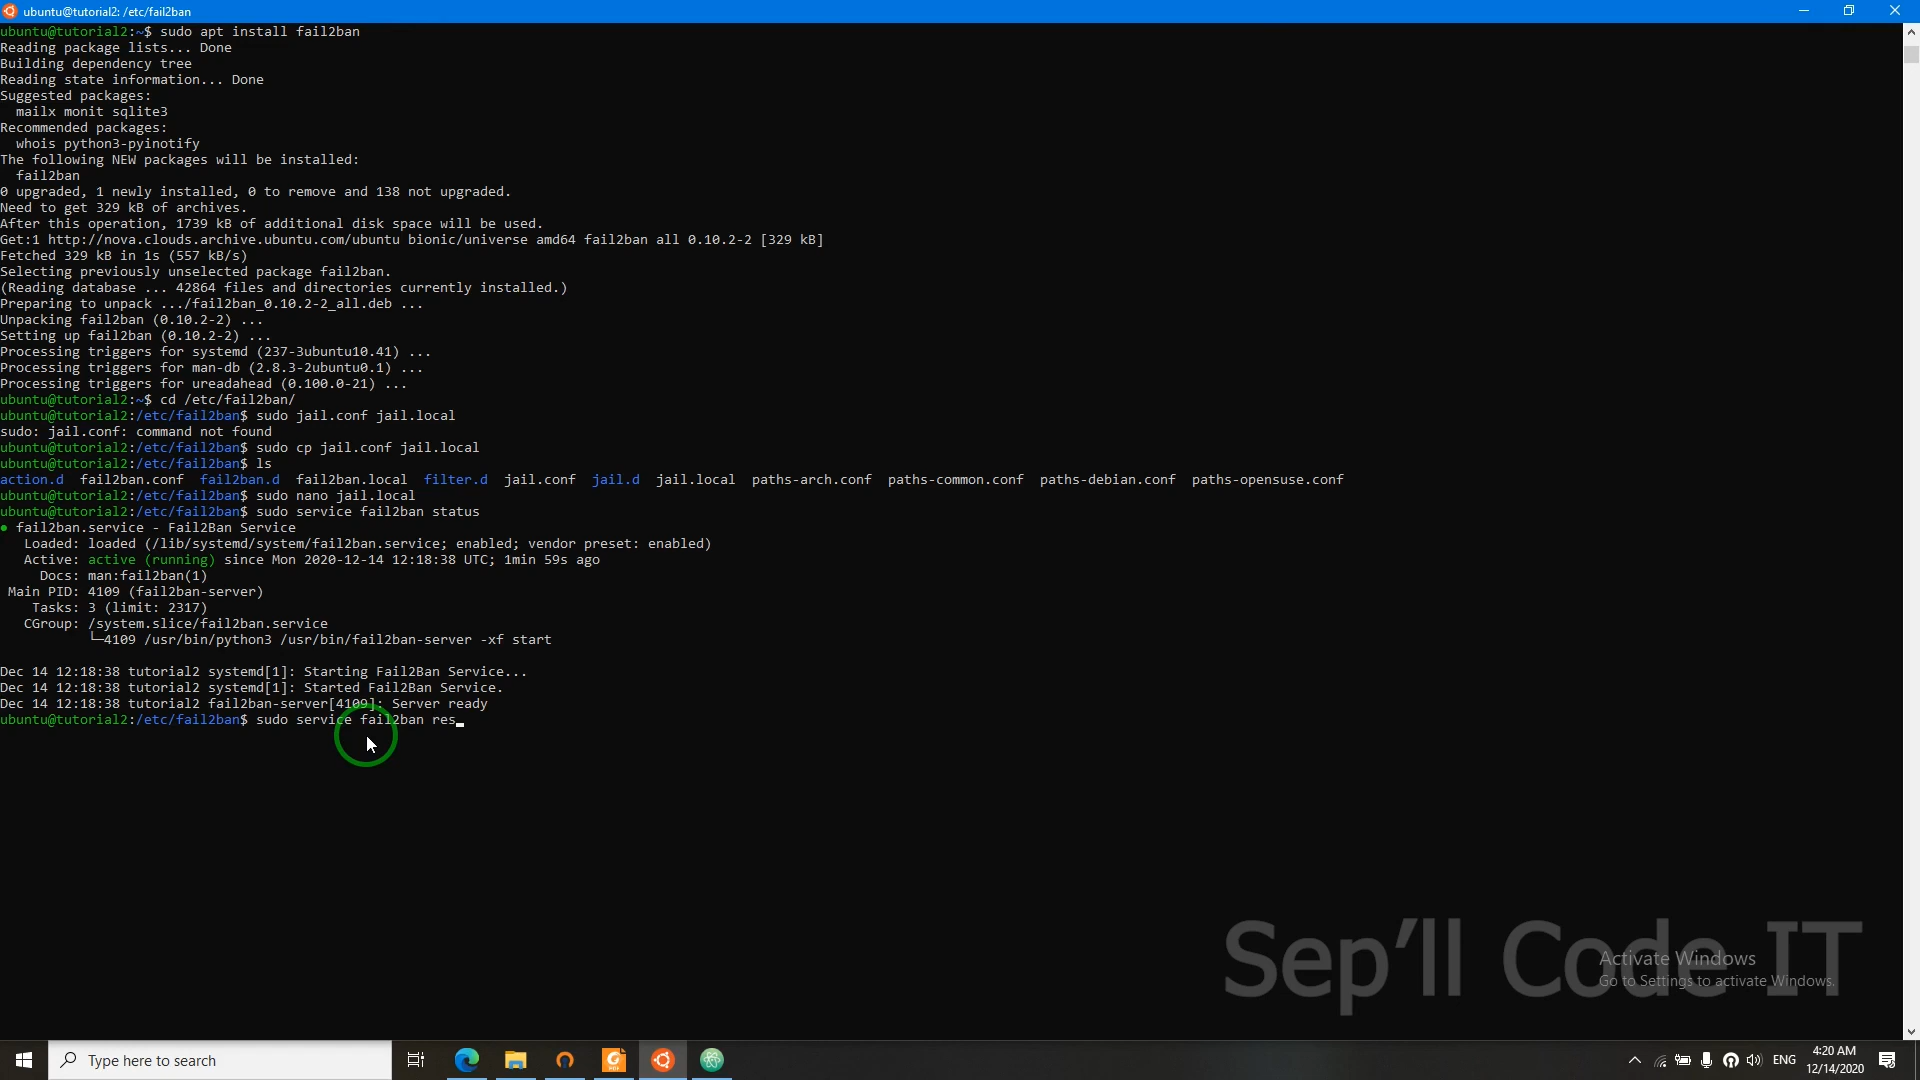 ubuntu@tutorial2: /etc/fail2ban
ubuntu@tutorial2:~$ sudo apt install fail2ban
Reading package lists... Done
Building dependency tree
Reading state information... Done
Suggested packages:
  mailx monit sqlite3
Recommended packages:
  whois python3-pyinotify
The following NEW packages will be installed:
  fail2ban
0 upgraded, 1 newly installed, 0 to remove and 138 not upgraded.
Need to get 329 kB of archives.
After this operation, 1739 kB of additional disk space will be used.
Get:1 http://nova.clouds.archive.ubuntu.com/ubuntu bionic/universe amd64 fail2ban all 0.10.2-2 [329 kB]
Fetched 329 kB in 1s (557 kB/s)
Selecting previously unselected package fail2ban.
(Reading database ... 42864 files and directories currently installed.)
Preparing to unpack .../fail2ban_0.10.2-2_all.deb ...
Unpacking fail2ban (0.10.2-2) ...
Setting up fail2ban (0.10.2-2) ...
Processing triggers for systemd (237-3ubuntu10.41) ...
Processing triggers for man-db (2.8.3-2ubuntu0.1) ...
Processing triggers for ureadahead (0.100.0-21) ...
ubuntu@tutorial2:~$ cd /etc/fail2ban/
ubuntu@tutorial2:/etc/fail2ban$ sudo jail.conf jail.local
sudo: jail.conf: command not found
ubuntu@tutorial2:/etc/fail2ban$ sudo cp jail.conf jail.local
ubuntu@tutorial2:/etc/fail2ban$ ls
action.d  fail2ban.conf  fail2ban.d  fail2ban.local  filter.d  jail.conf  jail.d  jail.local  paths-arch.conf  paths-common.conf  paths-debian.conf  paths-opensuse.conf
ubuntu@tutorial2:/etc/fail2ban$ sudo nano jail.local
ubuntu@tutorial2:/etc/fail2ban$ sudo service fail2ban status
● fail2ban.service - Fail2Ban Service
   Loaded: loaded (/lib/systemd/system/fail2ban.service; enabled; vendor preset: enabled)
   Active: active (running) since Mon 2020-12-14 12:18:38 UTC; 1min 59s ago
     Docs: man:fail2ban(1)
 Main PID: 4109 (fail2ban-server)
    Tasks: 3 (limit: 2317)
   CGroup: /system.slice/fail2ban.service
           └─4109 /usr/bin/python3 /usr/bin/fail2ban-server -xf start
Dec 14 12:18:38 tutorial2 systemd[1]: Starting Fail2Ban Service...
Dec 14 12:18:38 tutorial2 systemd[1]: Started Fail2Ban Service.
Dec 14 12:18:38 tutorial2 fail2ban-server[4109]: Server ready
ubuntu@tutorial2:/etc/fail2ban$ sudo service fail2ban res
Sep'll Code IT
Activate Windows
Go to Settings to activate Windows.
Type here to search
ENG
4:20 AM
12/14/2020